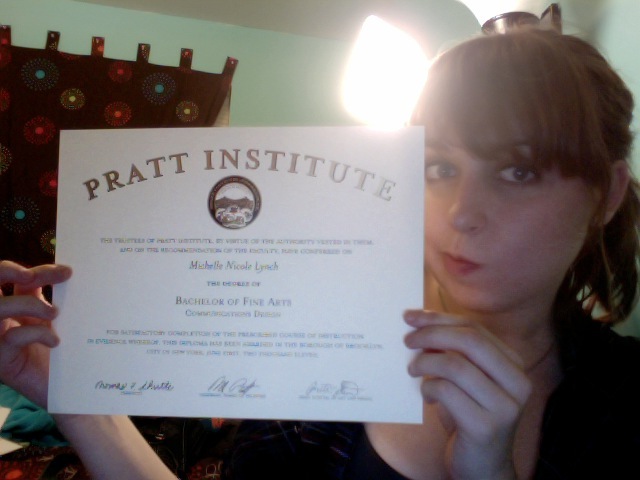 PRATT INSTITUTE
THE TRUSTEES OF PRATT INSTITUTE, BY VIRTUE OF THE AUTHORITY VESTED IN THEM,
AND ON THE RECOMMENDATION OF THE FACULTY, HAVE CONFERRED ON
Michelle Nicole Lynch
THE DEGREE OF
BACHELOR OF FINE ARTS
COMMUNICATIONS DESIGN
FOR SATISFACTORY COMPLETION OF THE PRESCRIBED COURSE OF INSTRUCTION
IN EVIDENCE WHEREOF, THIS DIPLOMA HAS BEEN GRANTED IN THE BOROUGH OF BROOKLYN,
CITY OF NEW YORK, JUNE FIRST, TWO THOUSAND ELEVEN.